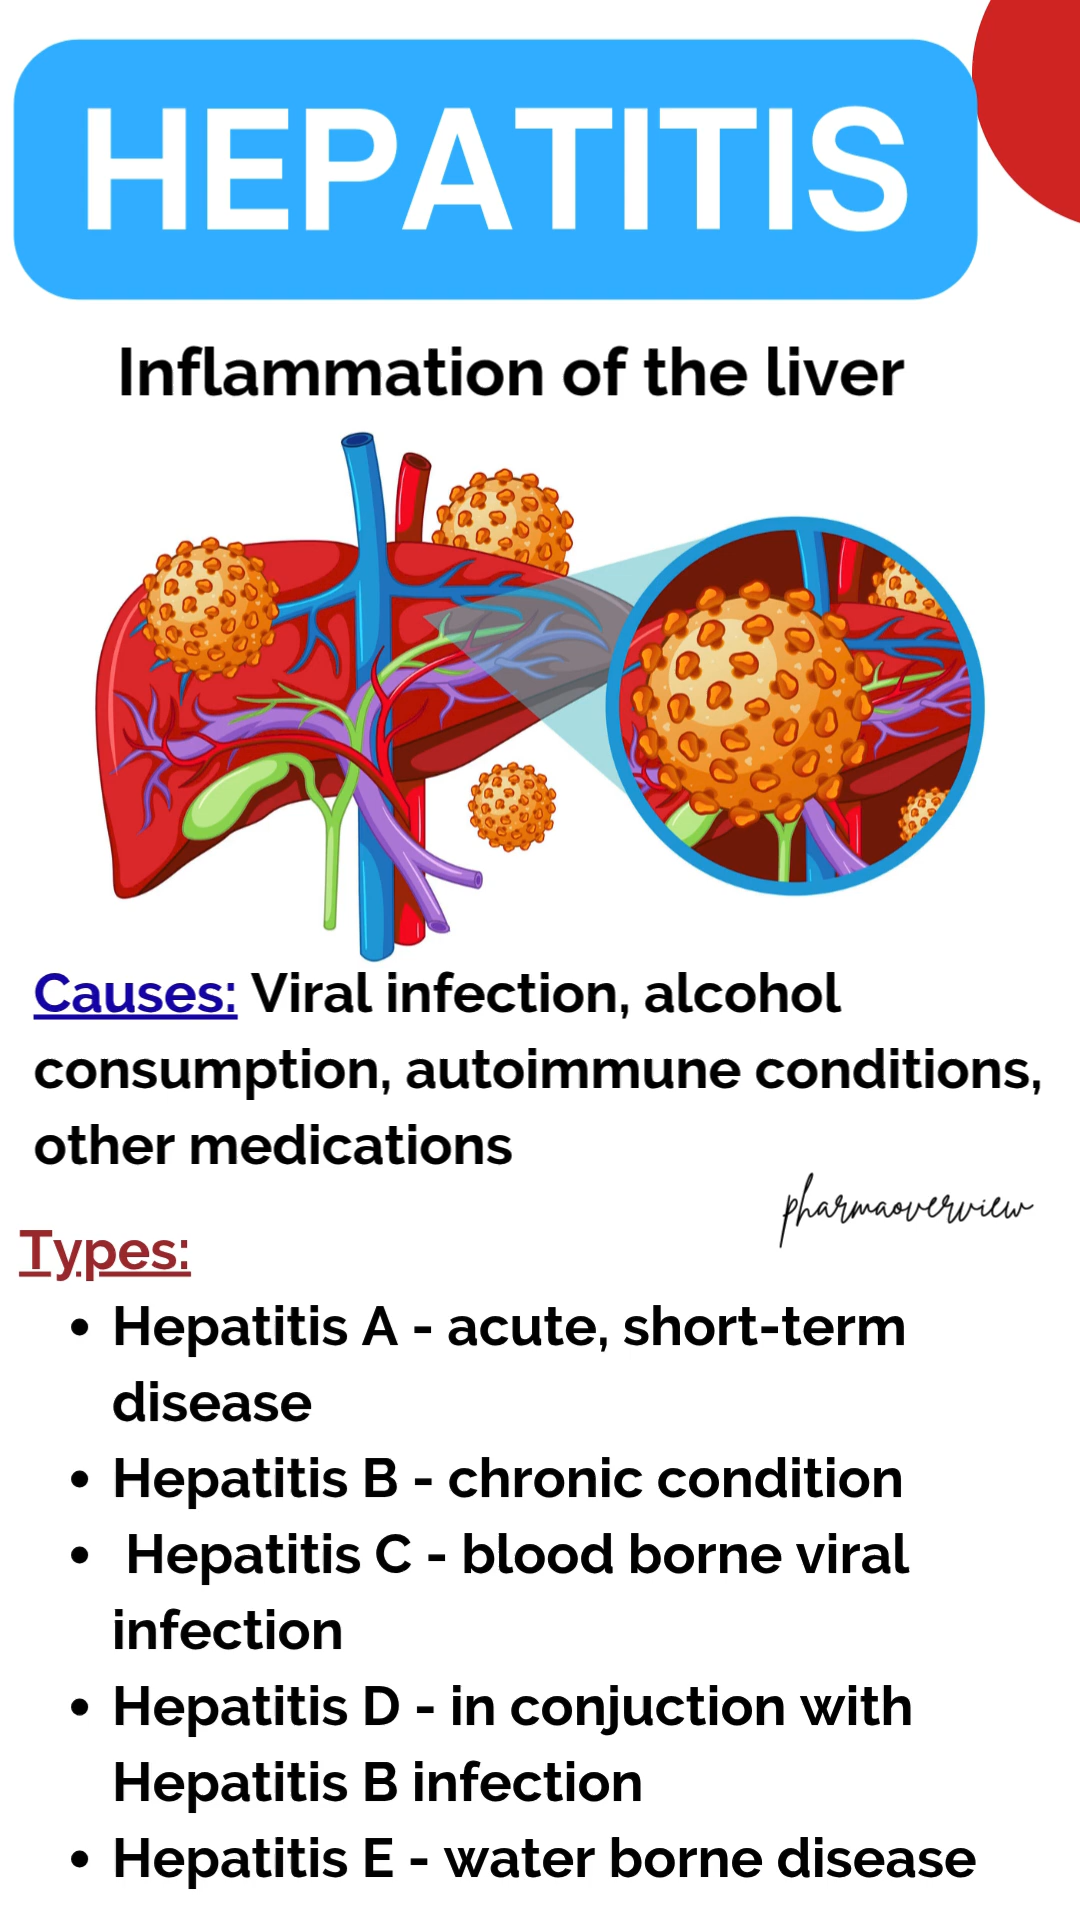 HEPATITIS
Inflammation of the liver
Causes: Viral infection, alcohol
consumption, autoimmune conditions,
other medications
pharmaoverview
Types:
• Hepatitis A - acute, short-term
disease
• Hepatitis B - chronic condition
• Hepatitis C - blood borne viral
infection
• Hepatitis D - in conjuction with
Hepatitis B infection
• Hepatitis E - water borne disease